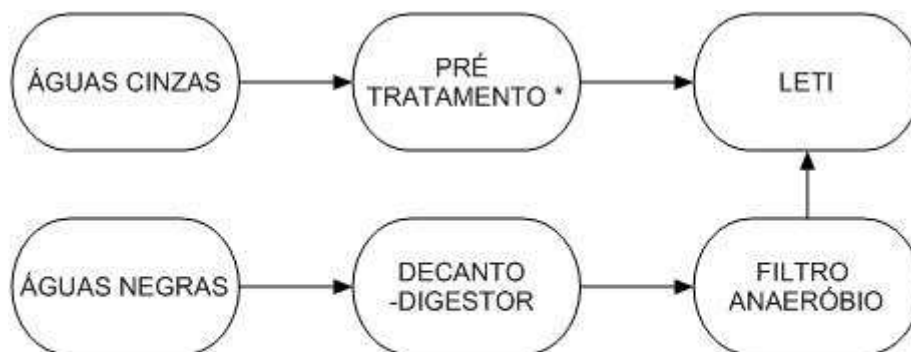 ÁGUAS CINZAS
PRÉ
TRATAMENTO *
LETI
ÁGUAS NEGRAS
DECANTO
-DIGESTOR
FILTRO
ANAERÓBIO